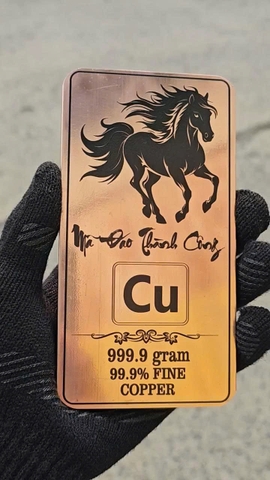 Mã Đáo Thành Công
Cu
999.9 gram
99.9% FINE
COPPER